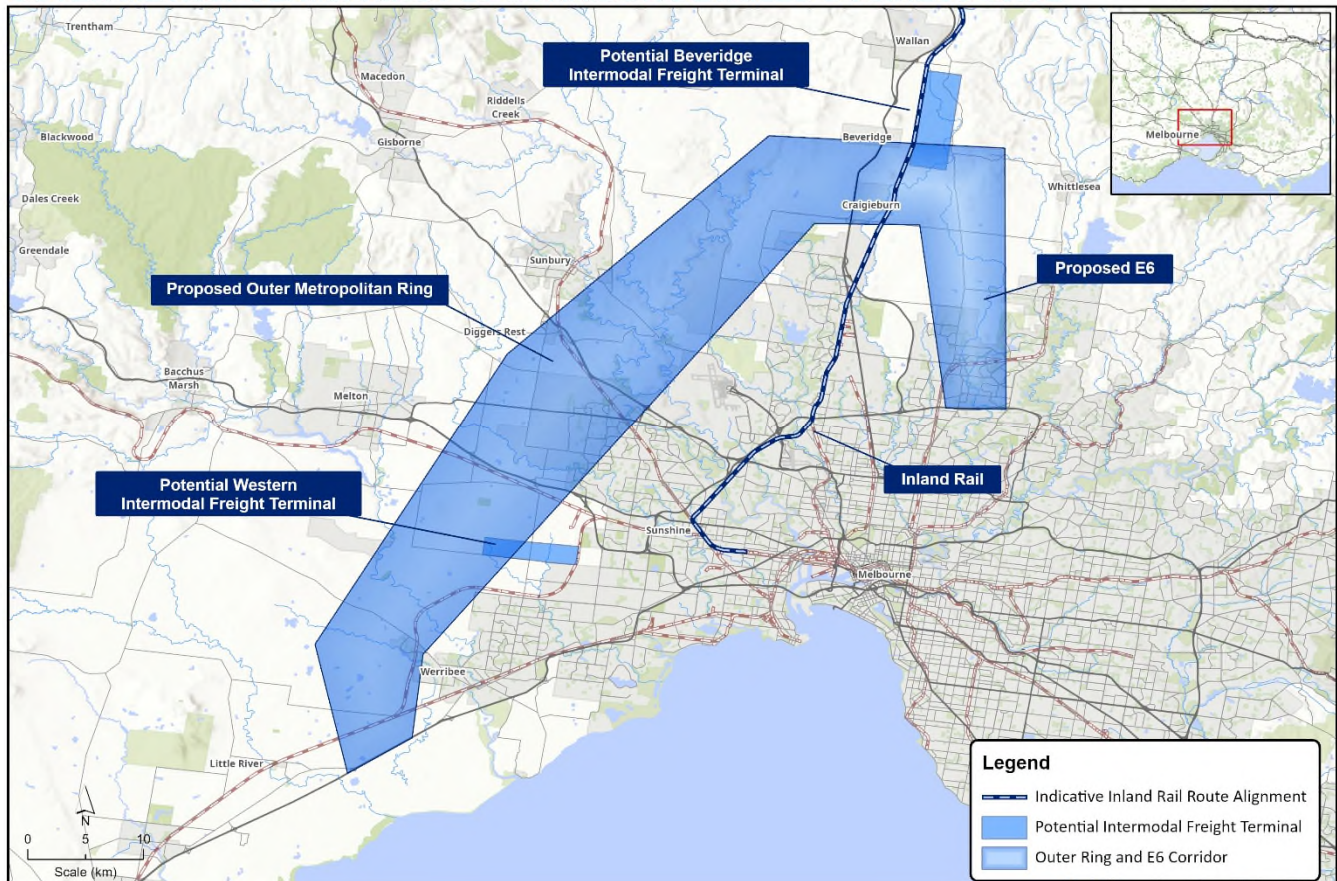 Trentham
Wallan
Potential Beveridge
Intermodal Freight Terminal
Macedon
Riddells
Creek
Blackwood
Gisborne
Beveridge
Melbourne
Whittlesea
Dales Creek
Craigieburn
Greendale
Sunbury
Proposed E6
Proposed Outer Metropolitan Ring
Diggers Rest
Bacchus
Marsh
Melton
Inland Rail
Potential Western
Intermodal Freight Terminal
Sunshine
Melbourne
Werribee
Little River
Legend
Indicative Inland Rail Route Alignment
Potential Intermodal Freight Terminal
Outer Ring and E6 Corridor
N
0 5 10
Scale (km)